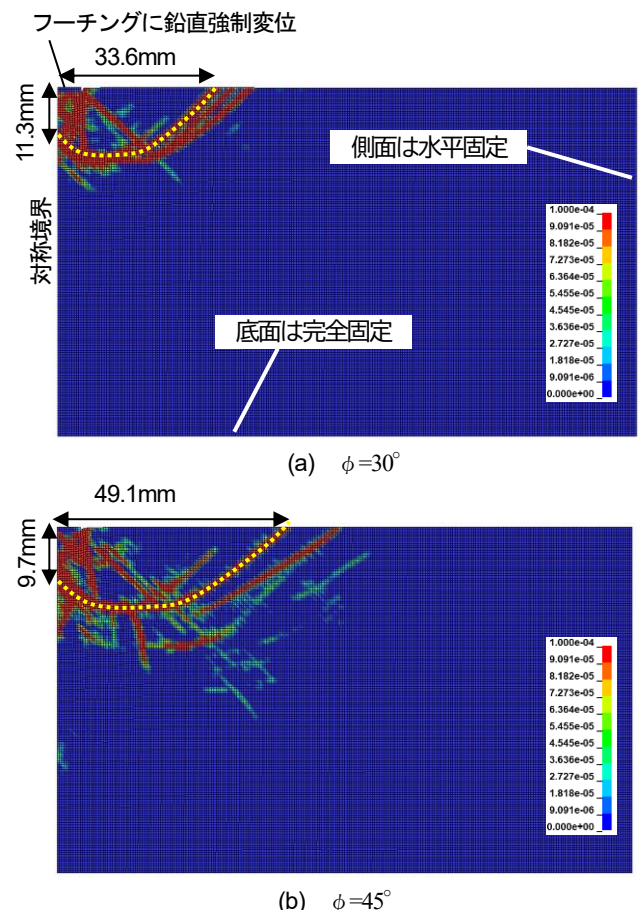 フーチングに鉛直強制変位
33.6mm
11.3mm
対称境界
側面は水平固定
1.000e-04
9.091e-05
8.182e-05
7.273e-05
6.364e-05
5.455e-05
4.545e-05
3.636e-05
2.727e-05
1.818e-05
9.091e-06
0.000e+00
底面は完全固定
(a) φ=30°
49.1mm
9.7mm
1.000e-04
9.091e-05
8.182e-05
7.273e-05
6.364e-05
5.455e-05
4.545e-05
3.636e-05
2.727e-05
1.818e-05
9.091e-06
0.000e+00
(b) φ=45°